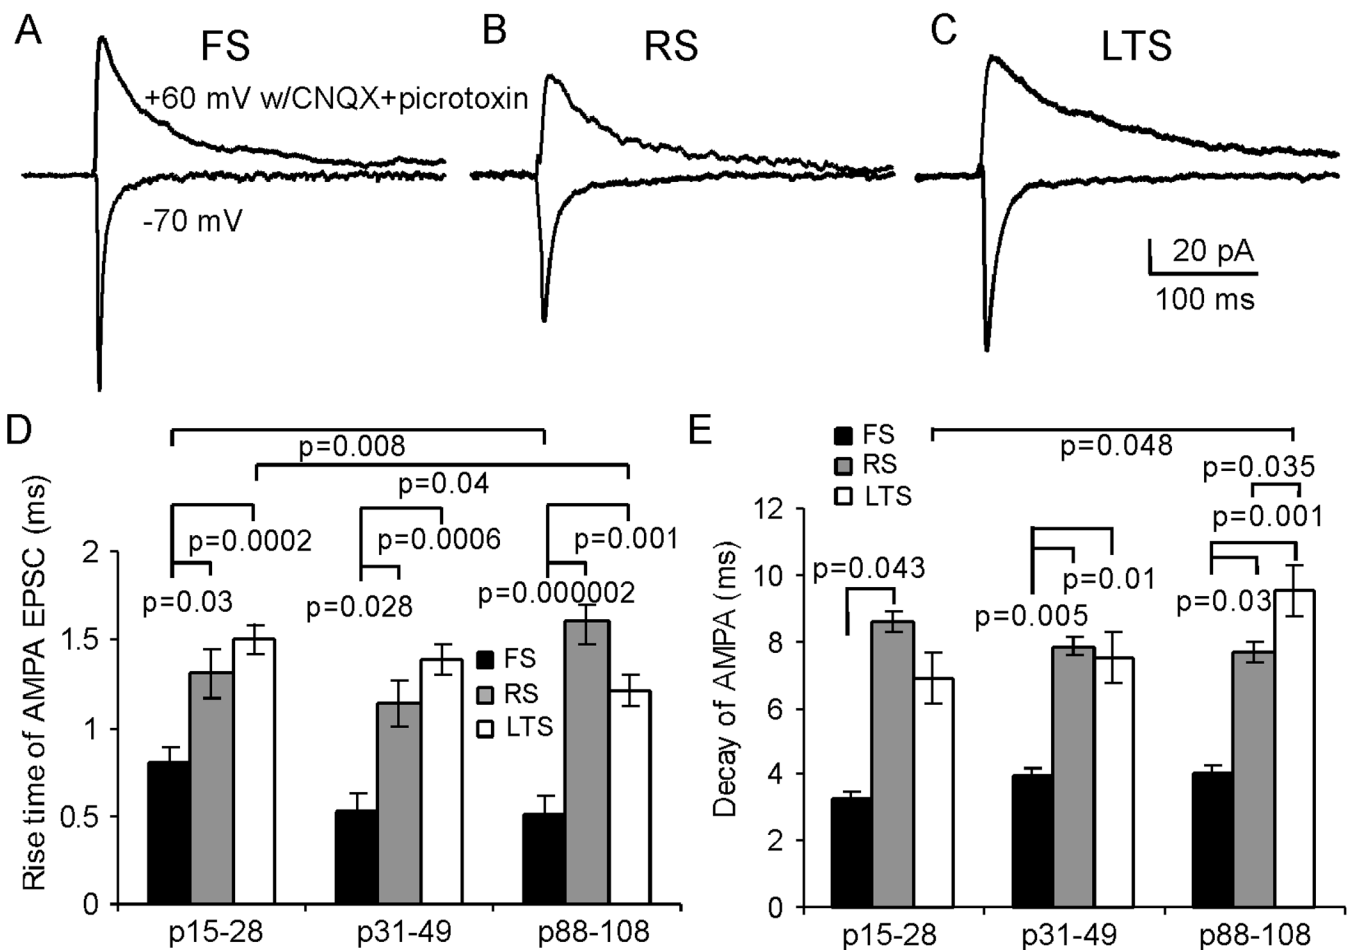 A
FS
B
RS
C
LTS
+60 mV w/CNQX+picrotoxin
-70 mV
20 pA
100 ms
D
Rise time of AMPA EPSC (ms)
p=0.008
p=0.04
p=0.0002
p=0.03
p=0.0006
p=0.028
p=0.001
p=0.000002
2
1.5
1
0.5
0
FS
RS
LTS
p15-28
p31-49
p88-108
E
Decay of AMPA (ms)
FS
RS
LTS
p=0.048
p=0.035
p=0.001
p=0.043
p=0.01
p=0.005
p=0.03
12
10
8
6
4
2
0
p15-28
p31-49
p88-108